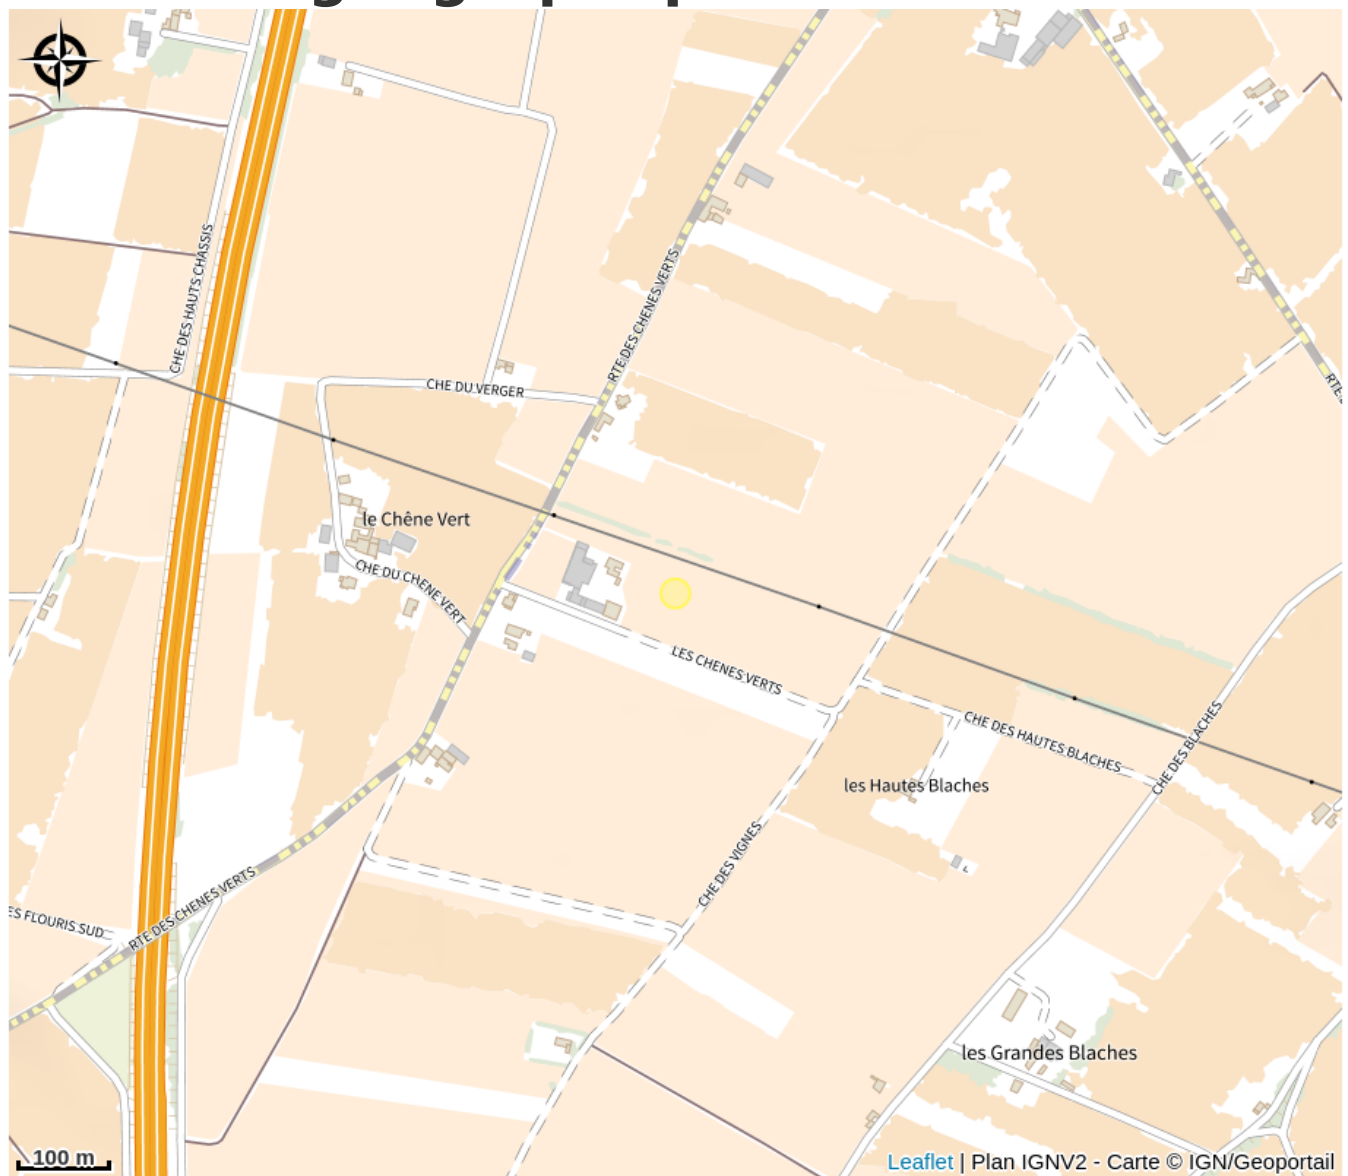 CHE DES HAUTS CHASSIS
RTE DES CHENES VERTS
CHE DU VERGER
le Chêne Vert
CHE DU CHENE VERT
LES CHENES VERTS
CHE DES HAUTES BLACHES
CHE DES BLACHES
les Hautes Blaches
CHE DES VIGNES
RTE DES CHENES VERTS
ES FLOURIS SUD
les Grandes Blaches
100 m
Leaflet | Plan IGNV2 - Carte © IGN/Geoportail